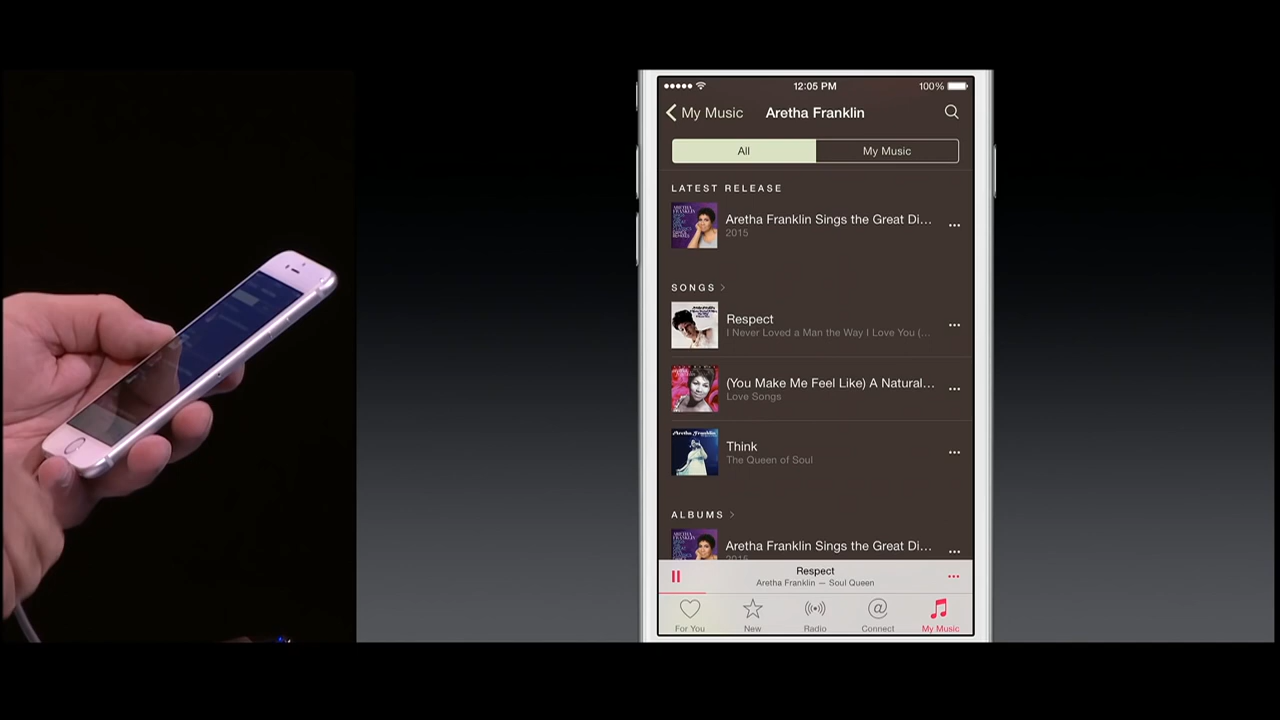 12:05 PM
100%
My Music
Aretha Franklin
All
My Music
LATEST RELEASE
Aretha Franklin Sings the Great Di...
2015
SONGS
Respect
I Never Loved a Man the Way I Love You (...
(You Make Me Feel Like) A Natural...
Love Songs
Think
The Queen of Soul
ALBUMS
Aretha Franklin Sings the Great Di...
2015
Respect
Aretha Franklin — Soul Queen
For You
New
Radio
Connect
My Music